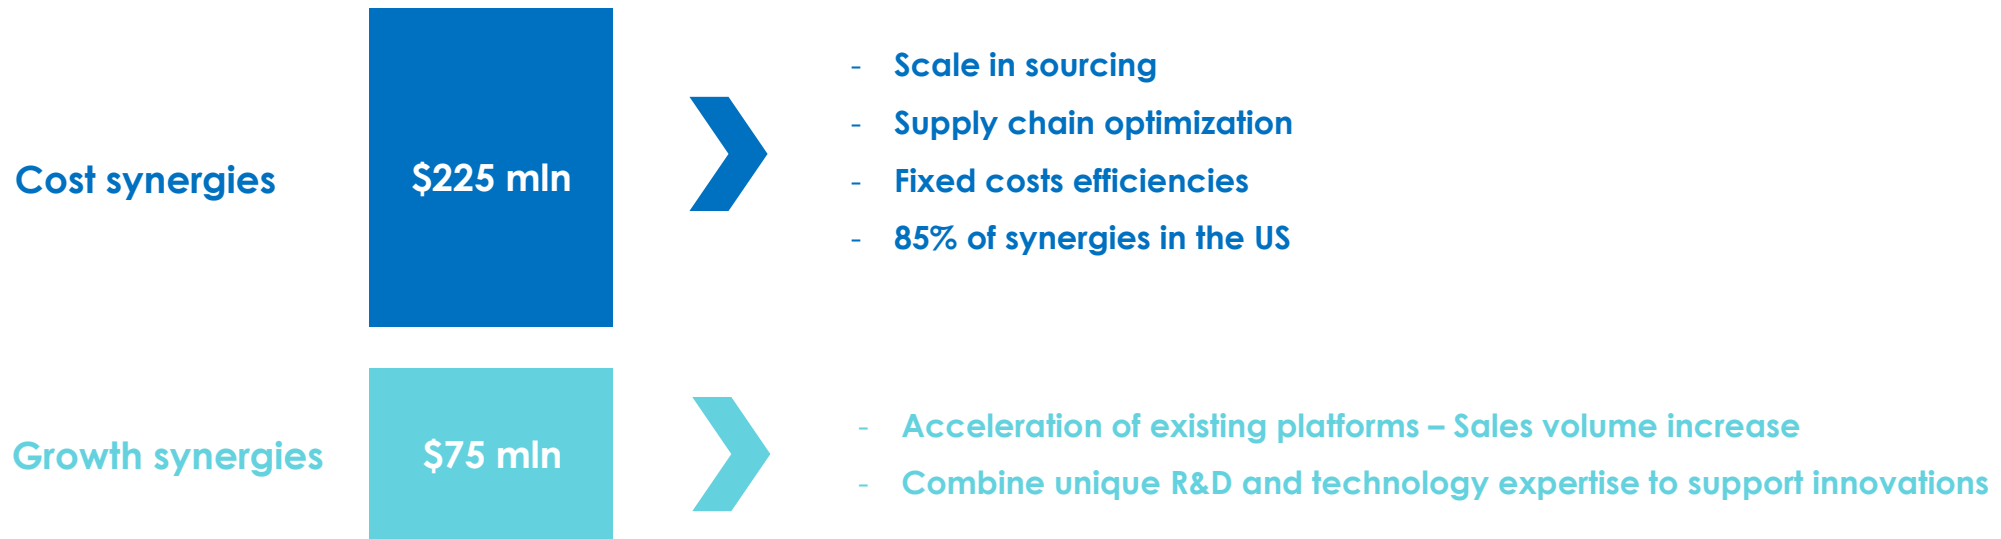 Cost synergies
$225 mln
- Scale in sourcing
- Supply chain optimization
- Fixed costs efficiencies
- 85% of synergies in the US
Growth synergies
$75 mln
- Acceleration of existing platforms – Sales volume increase
- Combine unique R&D and technology expertise to support innovations